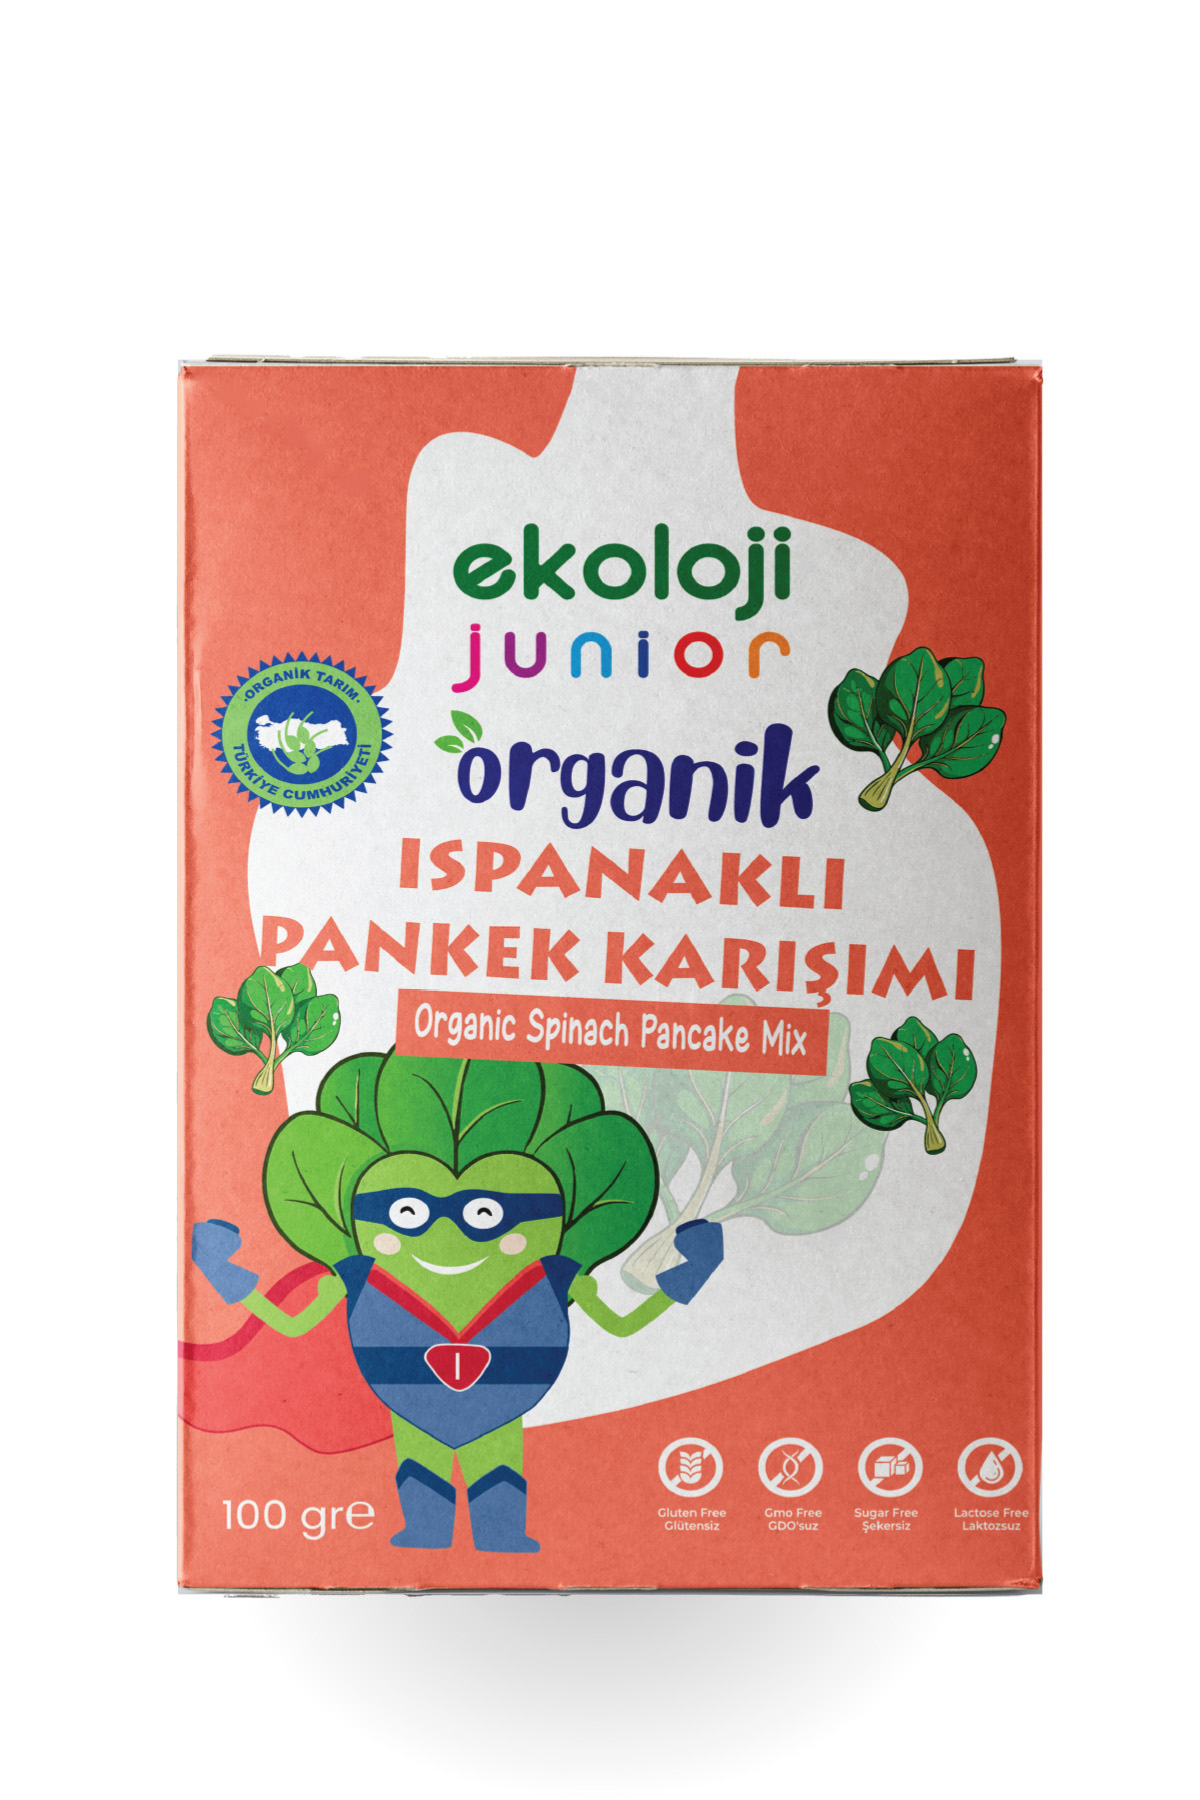 ekoloji
junior
ORGANİK TARIM
TÜRKİYE CUMHURİYETİ
organik
ISPANAKLI
PANKEK KARIŞIMI
Organic Spinach Pancake Mix
I
100 gr℮
Gluten Free
Glütensiz
Gmo Free
GDO'suz
Sugar Free
Şekersiz
Lactose Free
Laktozsuz